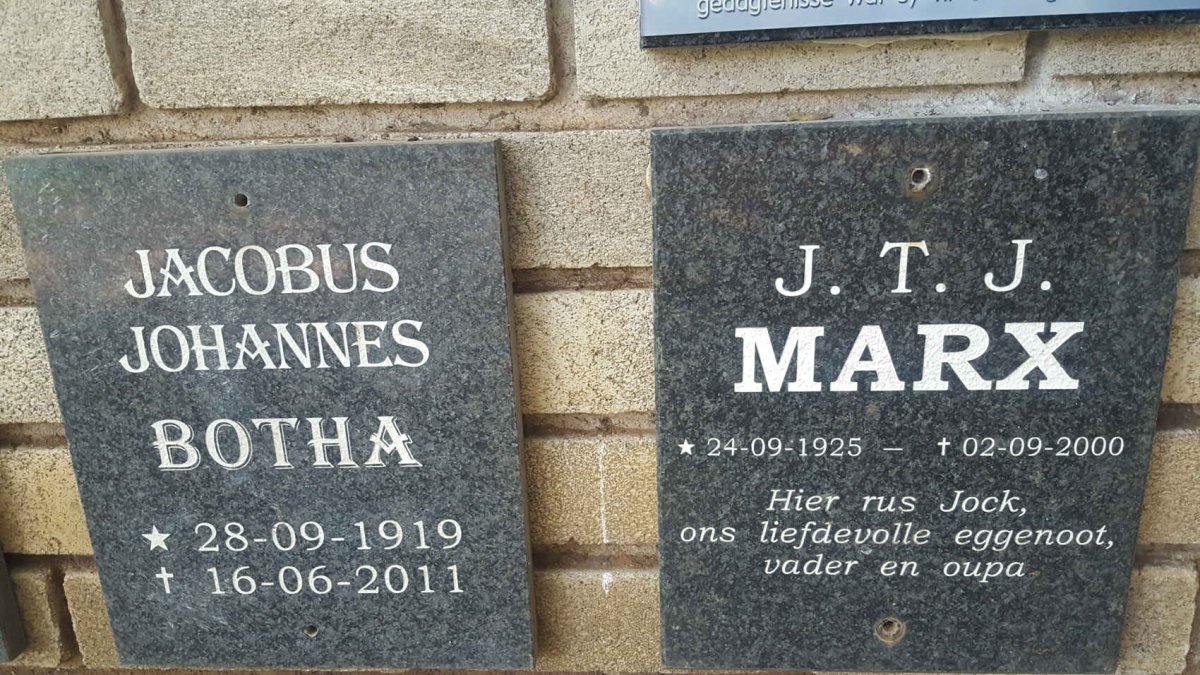 JACOBUS
JOHANNES
BOTHA
★ 28-09-1919
✝ 16-06-2011
J. T. J.
MARX
★ 24-09-1925 — ✝ 02-09-2000
Hier rus Jock,
ons liefdevolle eggenoot,
vader en oupa